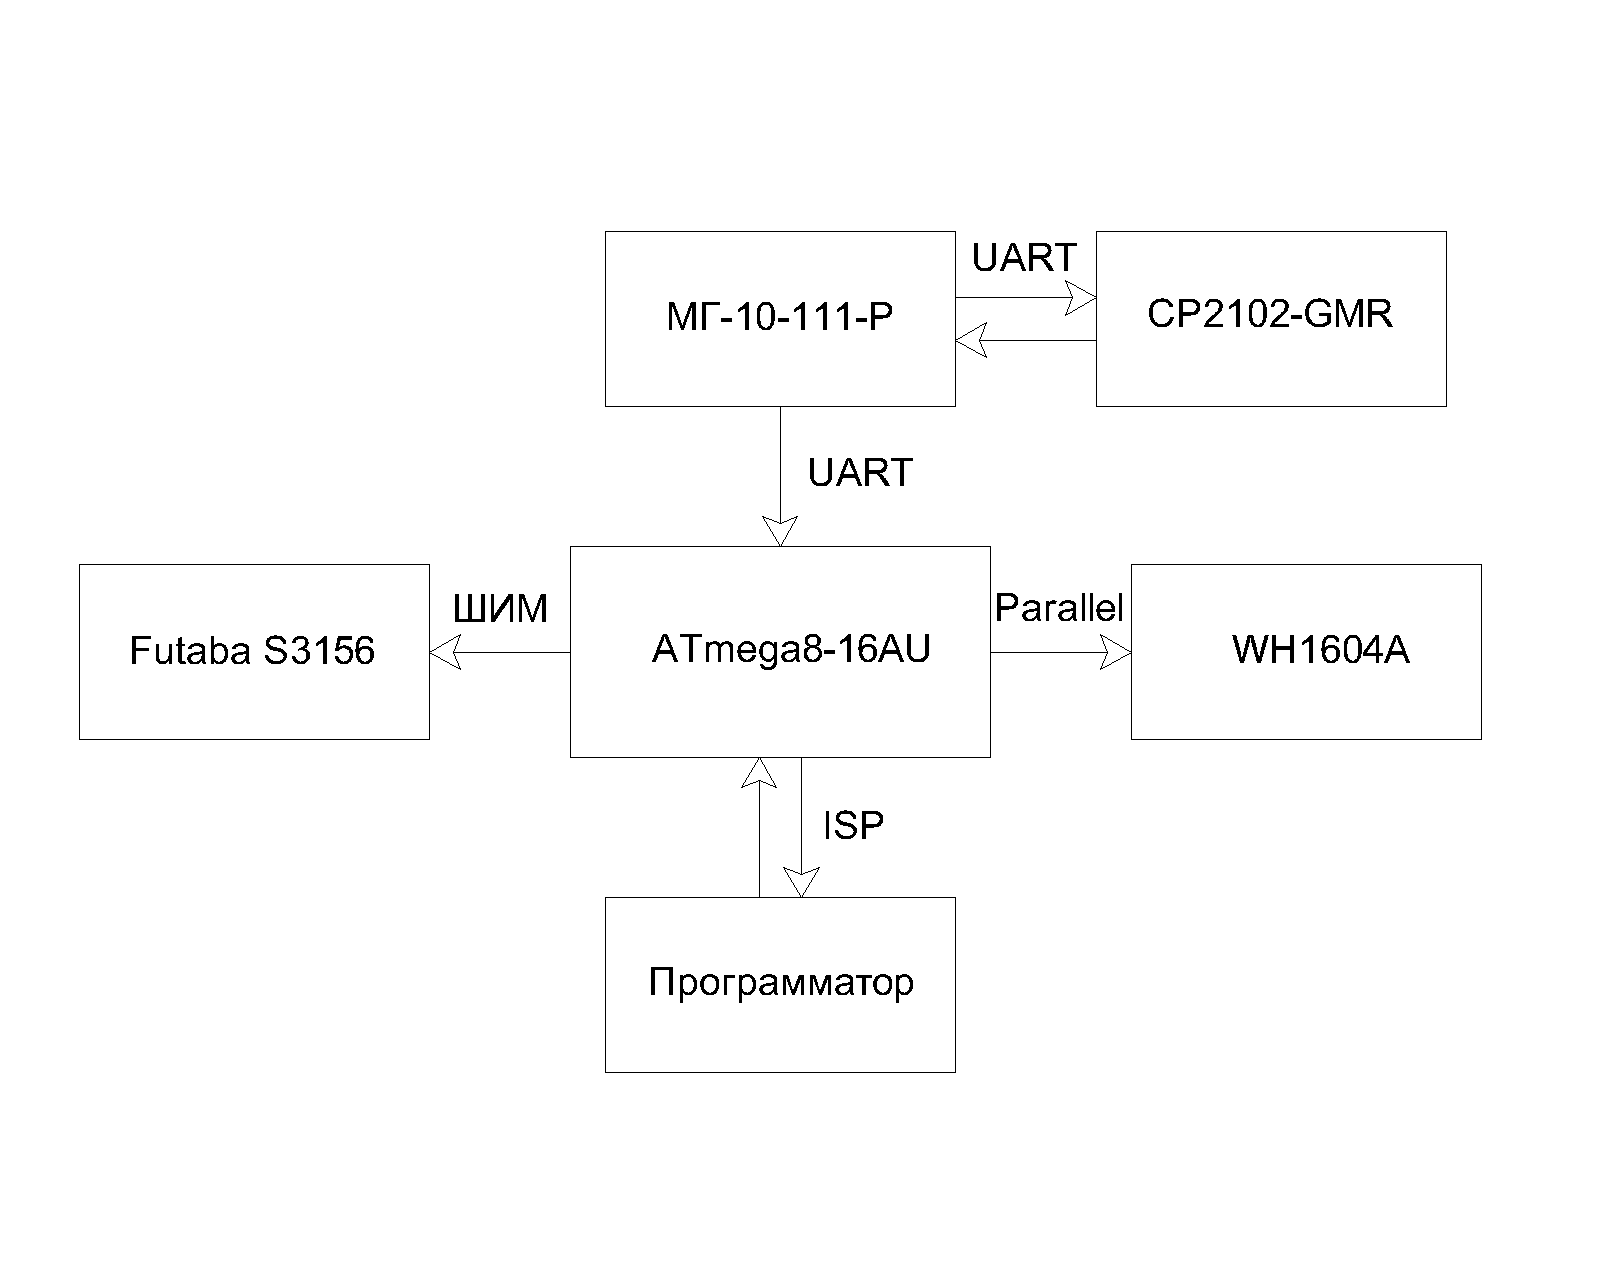 UART
МГ-10-111-Р
CP2102-GMR
UART
ШИМ
Parallel
Futaba S3156
ATmega8-16AU
WH1604A
ISP
Программатор